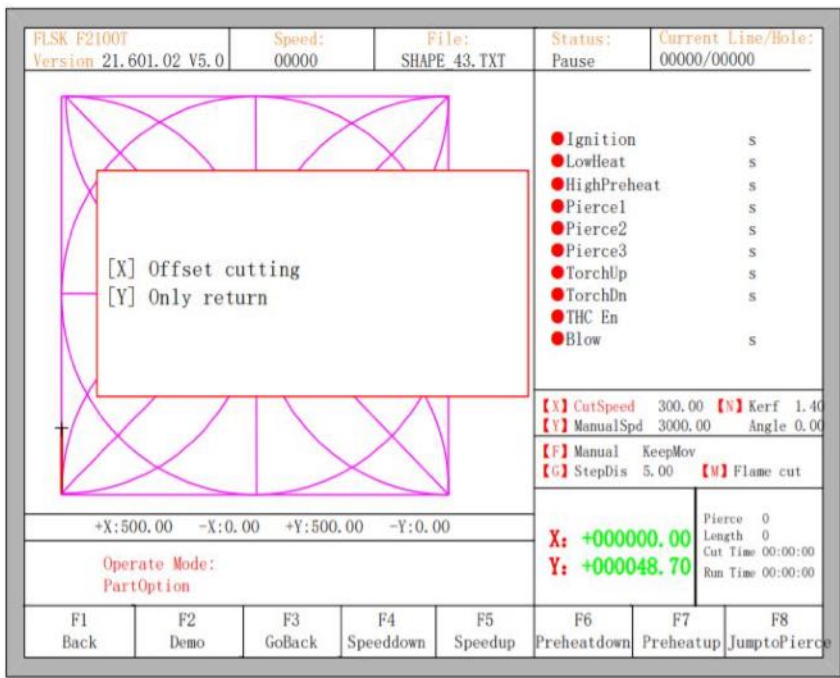 FLSK F2100T Speed: File: Status: Current Line/Hole:
Version 21.601.02 V5.0 00000 SHAPE_43.TXT Pause 00000/00000
[X] Offset cutting
[Y] Only return
Ignition s
LowHeat s
HighPreheat s
Pierce1 s
Pierce2 s
Pierce3 s
TorchUp s
TorchDn s
THC En
Blow s
【X】CutSpeed 300.00 【N】Kerf 1.40
【Y】ManualSpd 3000.00 Angle 0.00
【F】Manual KeepMov
【G】StepDis 5.00 【M】Flame cut
+X:500.00 -X:0.00 +Y:500.00 -Y:0.00
Operate Mode:
PartOption
X: +000000.00
Y: +000048.70
Pierce 0
Length 0
Cut Time 00:00:00
Run Time 00:00:00
F1 F2 F3 F4 F5 F6 F7 F8
Back Demo GoBack Speeddown Speedup Preheatdown Preheatup JumptoPierce